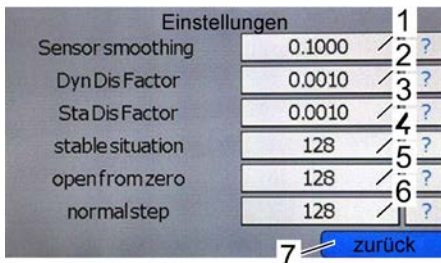 Einstellungen 1
Sensor smoothing 0.1000 2 ?
Dyn Dis Factor 0.0010 3 ?
Sta Dis Factor 0.0010 4 ?
stable situation 128 5 ?
open from zero 128 6 ?
normal step 128 ?
7 zurück